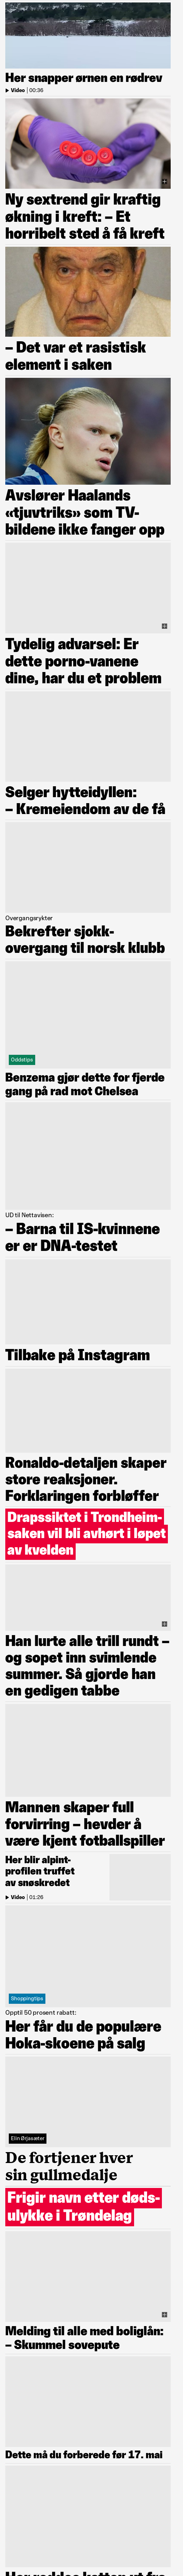 Her snapper ørnen en rødrev
Video | 00:36
Ny sextrend gir kraftig
økning i kreft: – Et
horribelt sted å få kreft
– Det var et rasistisk
element i saken
Avslører Haalands
«tjuvtriks» som TV-
bildene ikke fanger opp
Tydelig advarsel: Er
dette porno-vanene
dine, har du et problem
Selger hytteidyllen:
– Kremeiendom av de få
Overgangsrykter
Bekrefter sjokk-
overgang til norsk klubb
Oddstips
Benzema gjør dette for fjerde
gang på rad mot Chelsea
UD til Nettavisen:
– Barna til IS-kvinnene
er er DNA-testet
Tilbake på Instagram
Ronaldo-detaljen skaper
store reaksjoner.
Forklaringen forbløffer
Drapssiktet i Trondheim-
saken vil bli avhørt i løpet
av kvelden
Han lurte alle trill rundt –
og sopet inn svimlende
summer. Så gjorde han
en gedigen tabbe
Mannen skaper full
forvirring – hevder å
være kjent fotballspiller
Her blir alpint-
profilen truffet
av snøskredet
Video | 01:26
Shoppingtips
Opptil 50 prosent rabatt:
Her får du de populære
Hoka-skoene på salg
Elin Ørjasæter
De fortjener hver
sin gullmedalje
Frigir navn etter døds-
ulykke i Trøndelag
Melding til alle med boliglån:
– Skummel sovepute
Dette må du forberede før 17. mai